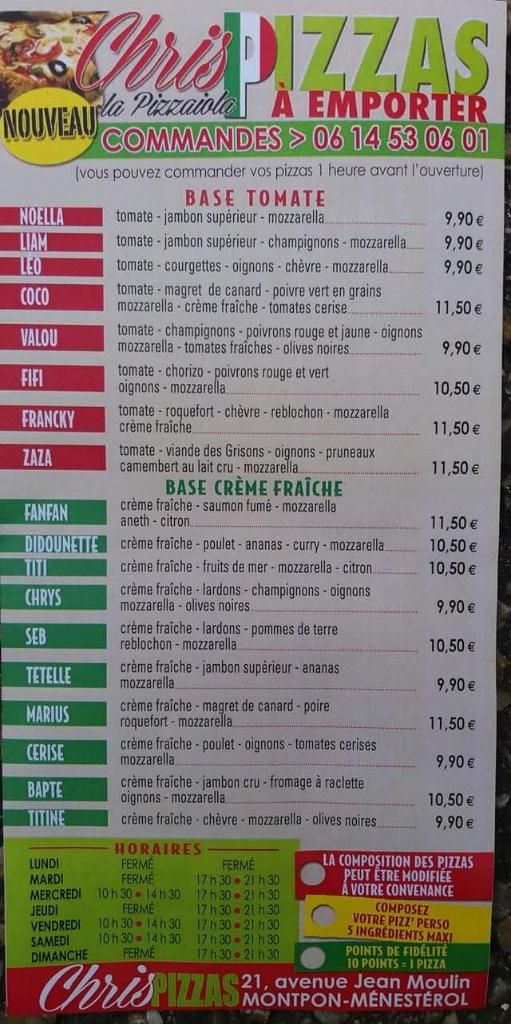 Chris PIZZAS
la Pizzaiola
À EMPORTER
NOUVEAU
COMMANDES > 06 14 53 06 01
(vous pouvez commander vos pizzas 1 heure avant l'ouverture)
BASE TOMATE
NOELLA tomate - jambon supérieur - mozzarella 9,90 €
LIAM tomate - jambon supérieur - champignons - mozzarella 9,90 €
LÉO tomate - courgettes - oignons - chèvre - mozzarella 9,90 €
COCO tomate - magret de canard - poivre vert en grains
mozzarella - crème fraîche - tomates cerise 11,50 €
VALOU tomate - champignons - poivrons rouge et jaune - oignons
mozzarella - tomates fraîches - olives noires 9,90 €
FIFI tomate - chorizo - poivrons rouge et vert
oignons - mozzarella 10,50 €
FRANCKY tomate - roquefort - chèvre - reblochon - mozzarella
crème fraîche 11,50 €
ZAZA tomate - viande des Grisons - oignons - pruneaux
camembert au lait cru - mozzarella 11,50 €
BASE CRÈME FRAÎCHE
FANFAN crème fraîche - saumon fumé - mozzarella
aneth - citron 11,50 €
DIDOUNETTE crème fraîche - poulet - ananas - curry - mozzarella 10,50 €
TITI crème fraîche - fruits de mer - mozzarella - citron 10,50 €
CHRYS crème fraîche - lardons - champignons - oignons
mozzarella - olives noires 9,90 €
SEB crème fraîche - lardons - pommes de terre
reblochon - mozzarella 10,50 €
TETELLE crème fraîche - jambon supérieur - ananas
mozzarella 9,90 €
MARIUS crème fraîche - magret de canard - poire
roquefort - mozzarella 11,50 €
CERISE crème fraîche - poulet - oignons - tomates cerises
mozzarella 9,90 €
BAPTE crème fraîche - jambon cru - fromage à raclette
oignons - mozzarella 10,50 €
TITINE crème fraîche - chèvre - mozzarella - olives noires 9,90 €
HORAIRES
LUNDI FERMÉ FERMÉ
MARDI FERMÉ 17 h 30 • 21 h 30
MERCREDI 10 h 30 • 14 h 30 17 h 30 • 21 h 30
JEUDI FERMÉ 17 h 30 • 21 h 30
VENDREDI 10 h 30 • 14 h 30 17 h 30 • 21 h 30
SAMEDI 10 h 30 • 14 h 30 17 h 30 • 21 h 30
DIMANCHE FERMÉ 17 h 30 • 21 h 30
LA COMPOSITION DES PIZZAS
PEUT ÊTRE MODIFIÉE
À VOTRE CONVENANCE
COMPOSEZ
VOTRE PIZZ' PERSO
5 INGRÉDIENTS MAXI
POINTS DE FIDÉLITÉ
10 POINTS = 1 PIZZA
Chris PIZZAS
21, avenue Jean Moulin
MONTPON-MÉNESTÉROL